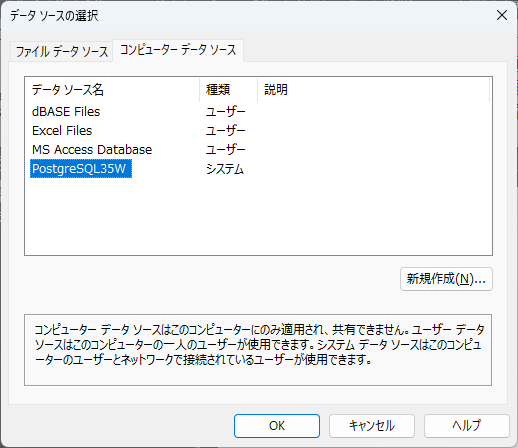 データ ソースの選択
ファイル データ ソース コンピューター データ ソース
データ ソース名 種類 説明
dBASE Files ユーザー
Excel Files ユーザー
MS Access Database ユーザー
PostgreSQL35W システム
新規作成(N)...
コンピューター データ ソースはこのコンピューターにのみ適用され、共有できません。ユーザー データ
ソースはこのコンピューターの一人のユーザーが使用できます。システム データ ソースはこのコンピュ
ーターのユーザーとネットワークで接続されているユーザーが使用できます。
OK キャンセル ヘルプ